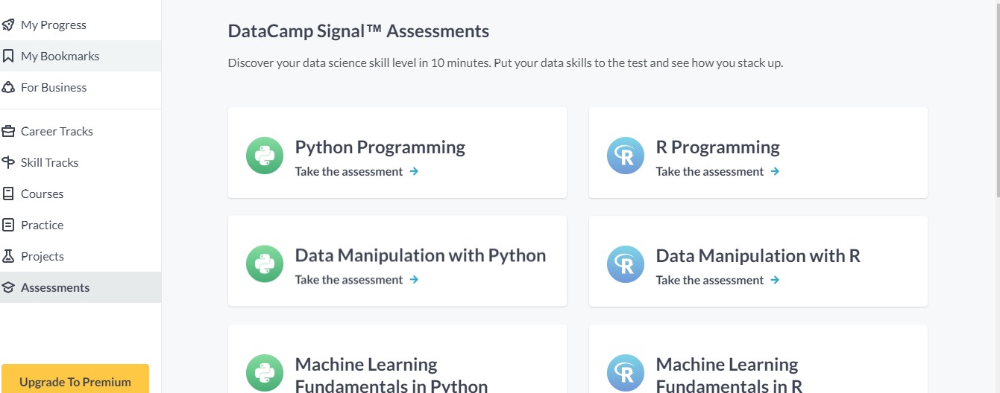 My Progress
My Bookmarks
For Business
Career Tracks
Skill Tracks
Courses
Practice
Projects
Assessments
Upgrade To Premium
DataCamp Signal™ Assessments
Discover your data science skill level in 10 minutes. Put your data skills to the test and see how you stack up.
Python Programming
Take the assessment
R Programming
Take the assessment
Data Manipulation with Python
Take the assessment
Data Manipulation with R
Take the assessment
Machine Learning
Fundamentals in Python
Machine Learning
Fundamentals in R